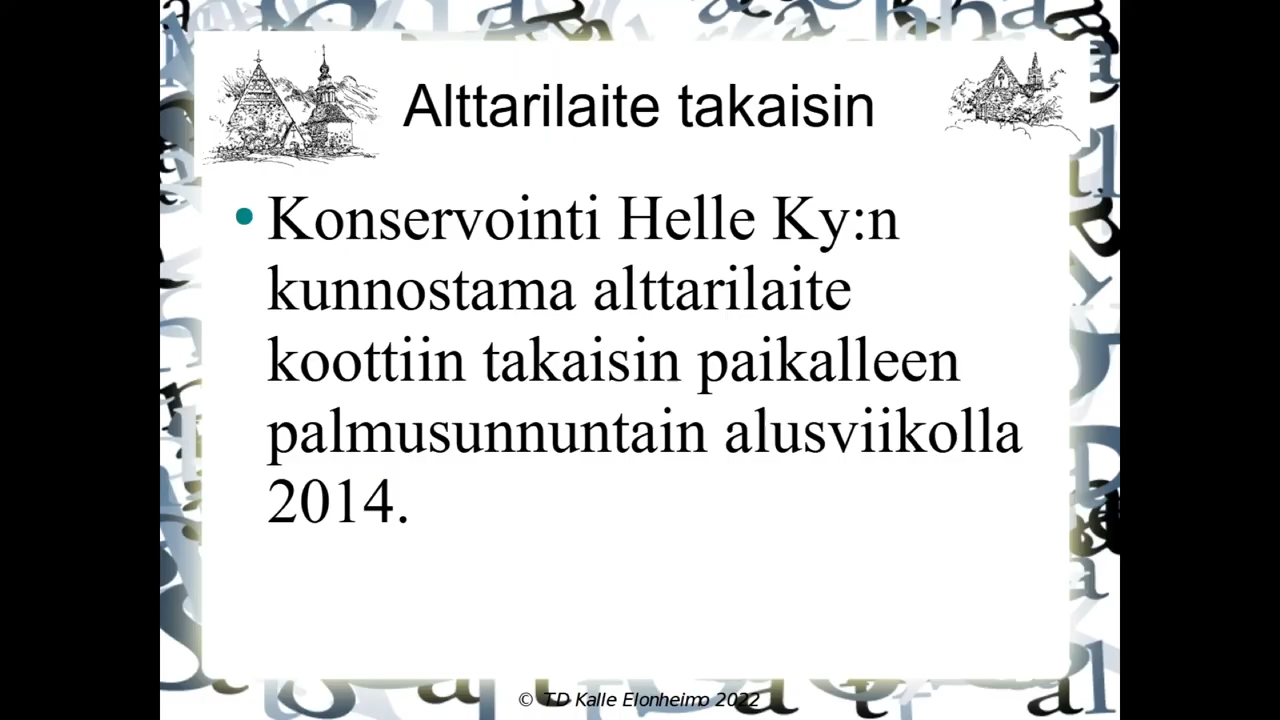 Alttarilaite takaisin
• Konservointi Helle Ky:n
kunnostama alttarilaite
koottiin takaisin paikalleen
palmusunnuntain alusviikolla
2014.
© TD Kalle Elonheimo 2022